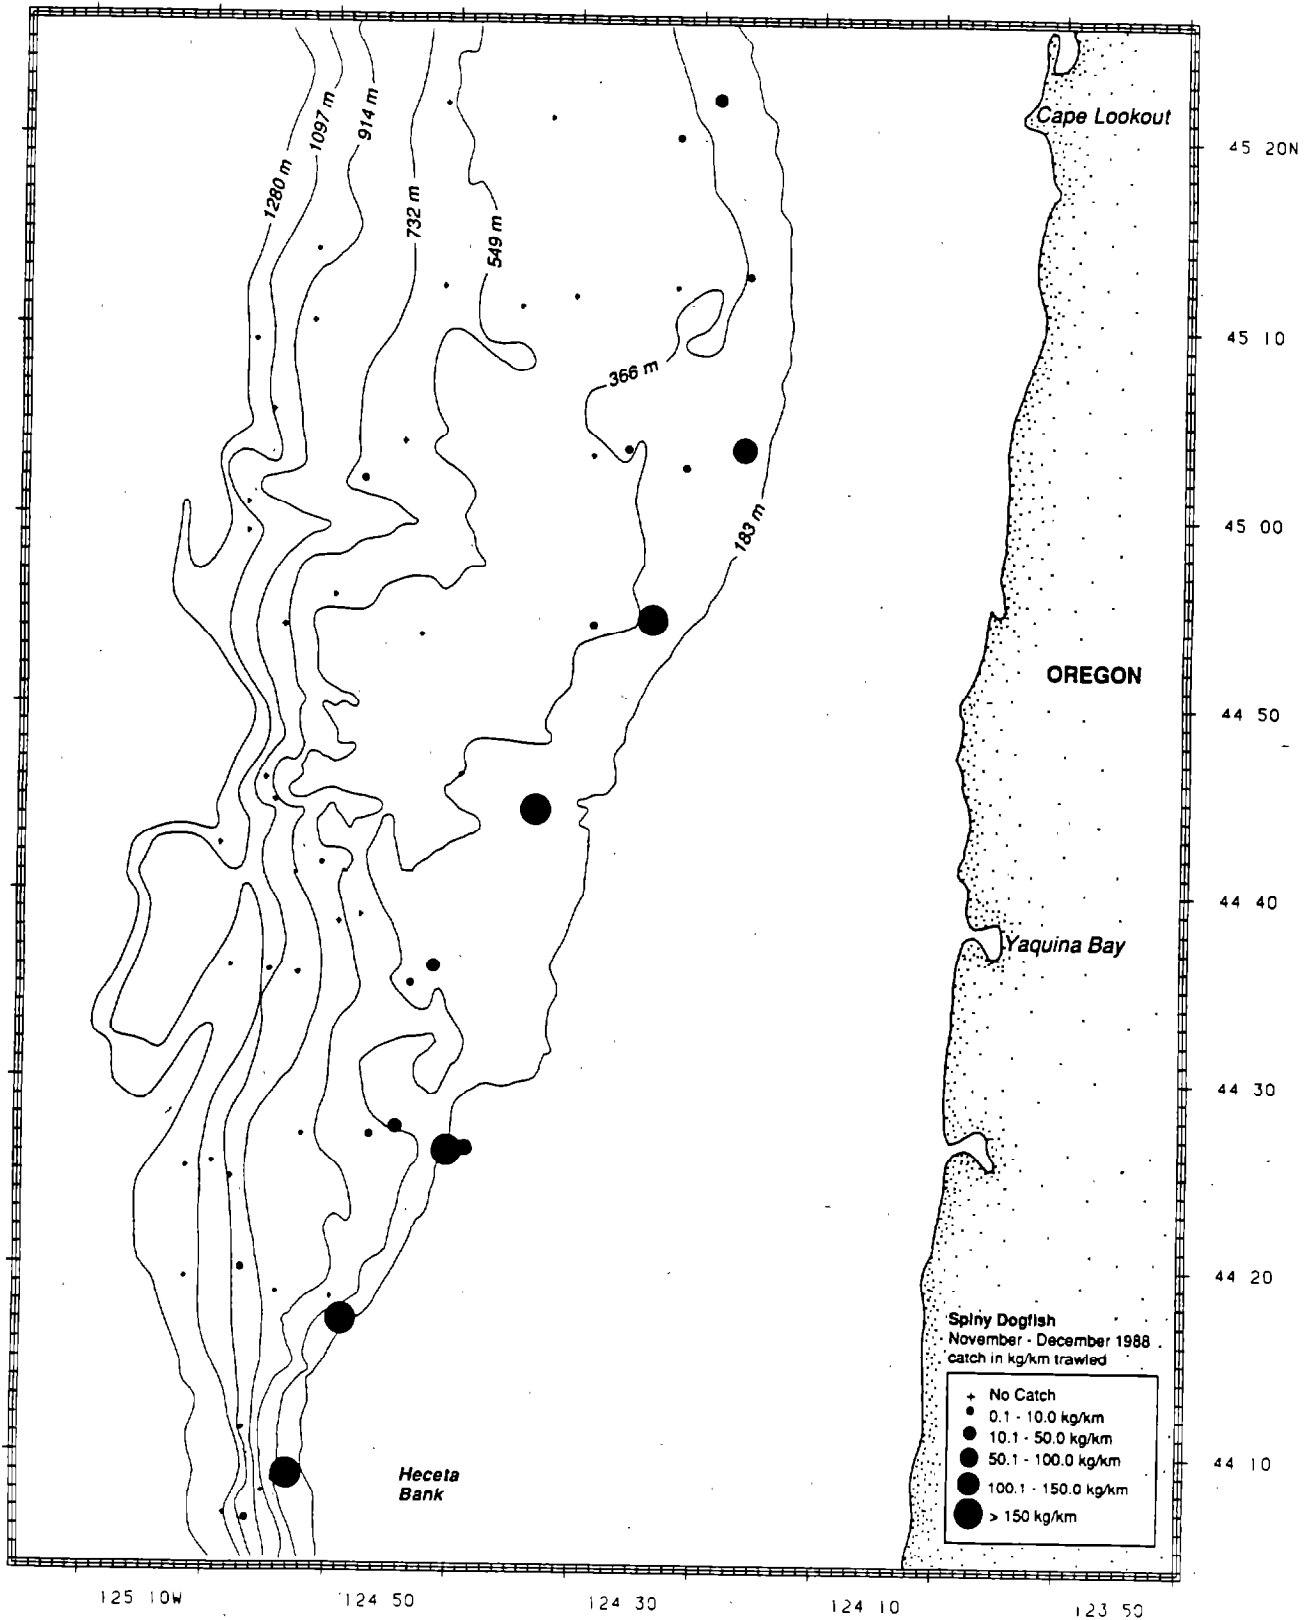 Cape Lookout
45 20N
1280 m
1097 m
914 m
732 m
549 m
45 10
366 m
183 m
45 00
OREGON
44 50
44 40
Yaquina Bay
44 30
44 20
Spiny Dogfish
November - December 1988
catch in kg/km trawled
No Catch
0.1 - 10.0 kg/km
10.1 - 50.0 kg/km
50.1 - 100.0 kg/km
100.1 - 150.0 kg/km
> 150 kg/km
44 10
Heceta
Bank
125 10W
124 50
124 30
124 10
123 50